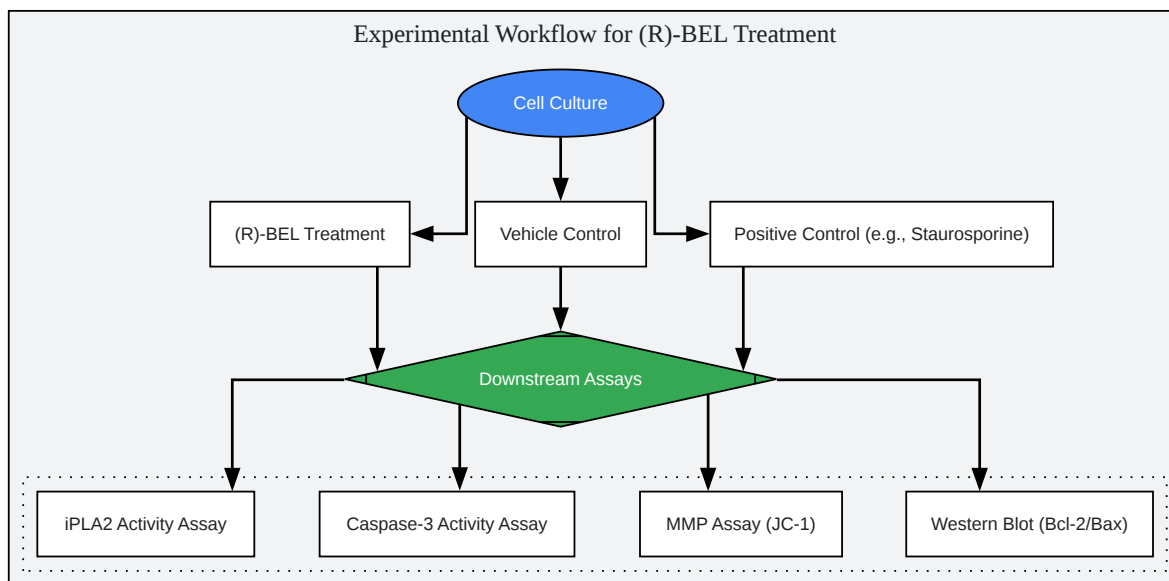 Experimental Workflow for (R)-BEL Treatment
Cell Culture
(R)-BEL Treatment
Vehicle Control
Positive Control (e.g., Staurosporine)
Downstream Assays
iPLA2 Activity Assay
Caspase-3 Activity Assay
MMP Assay (JC-1)
Western Blot (Bcl-2/Bax)